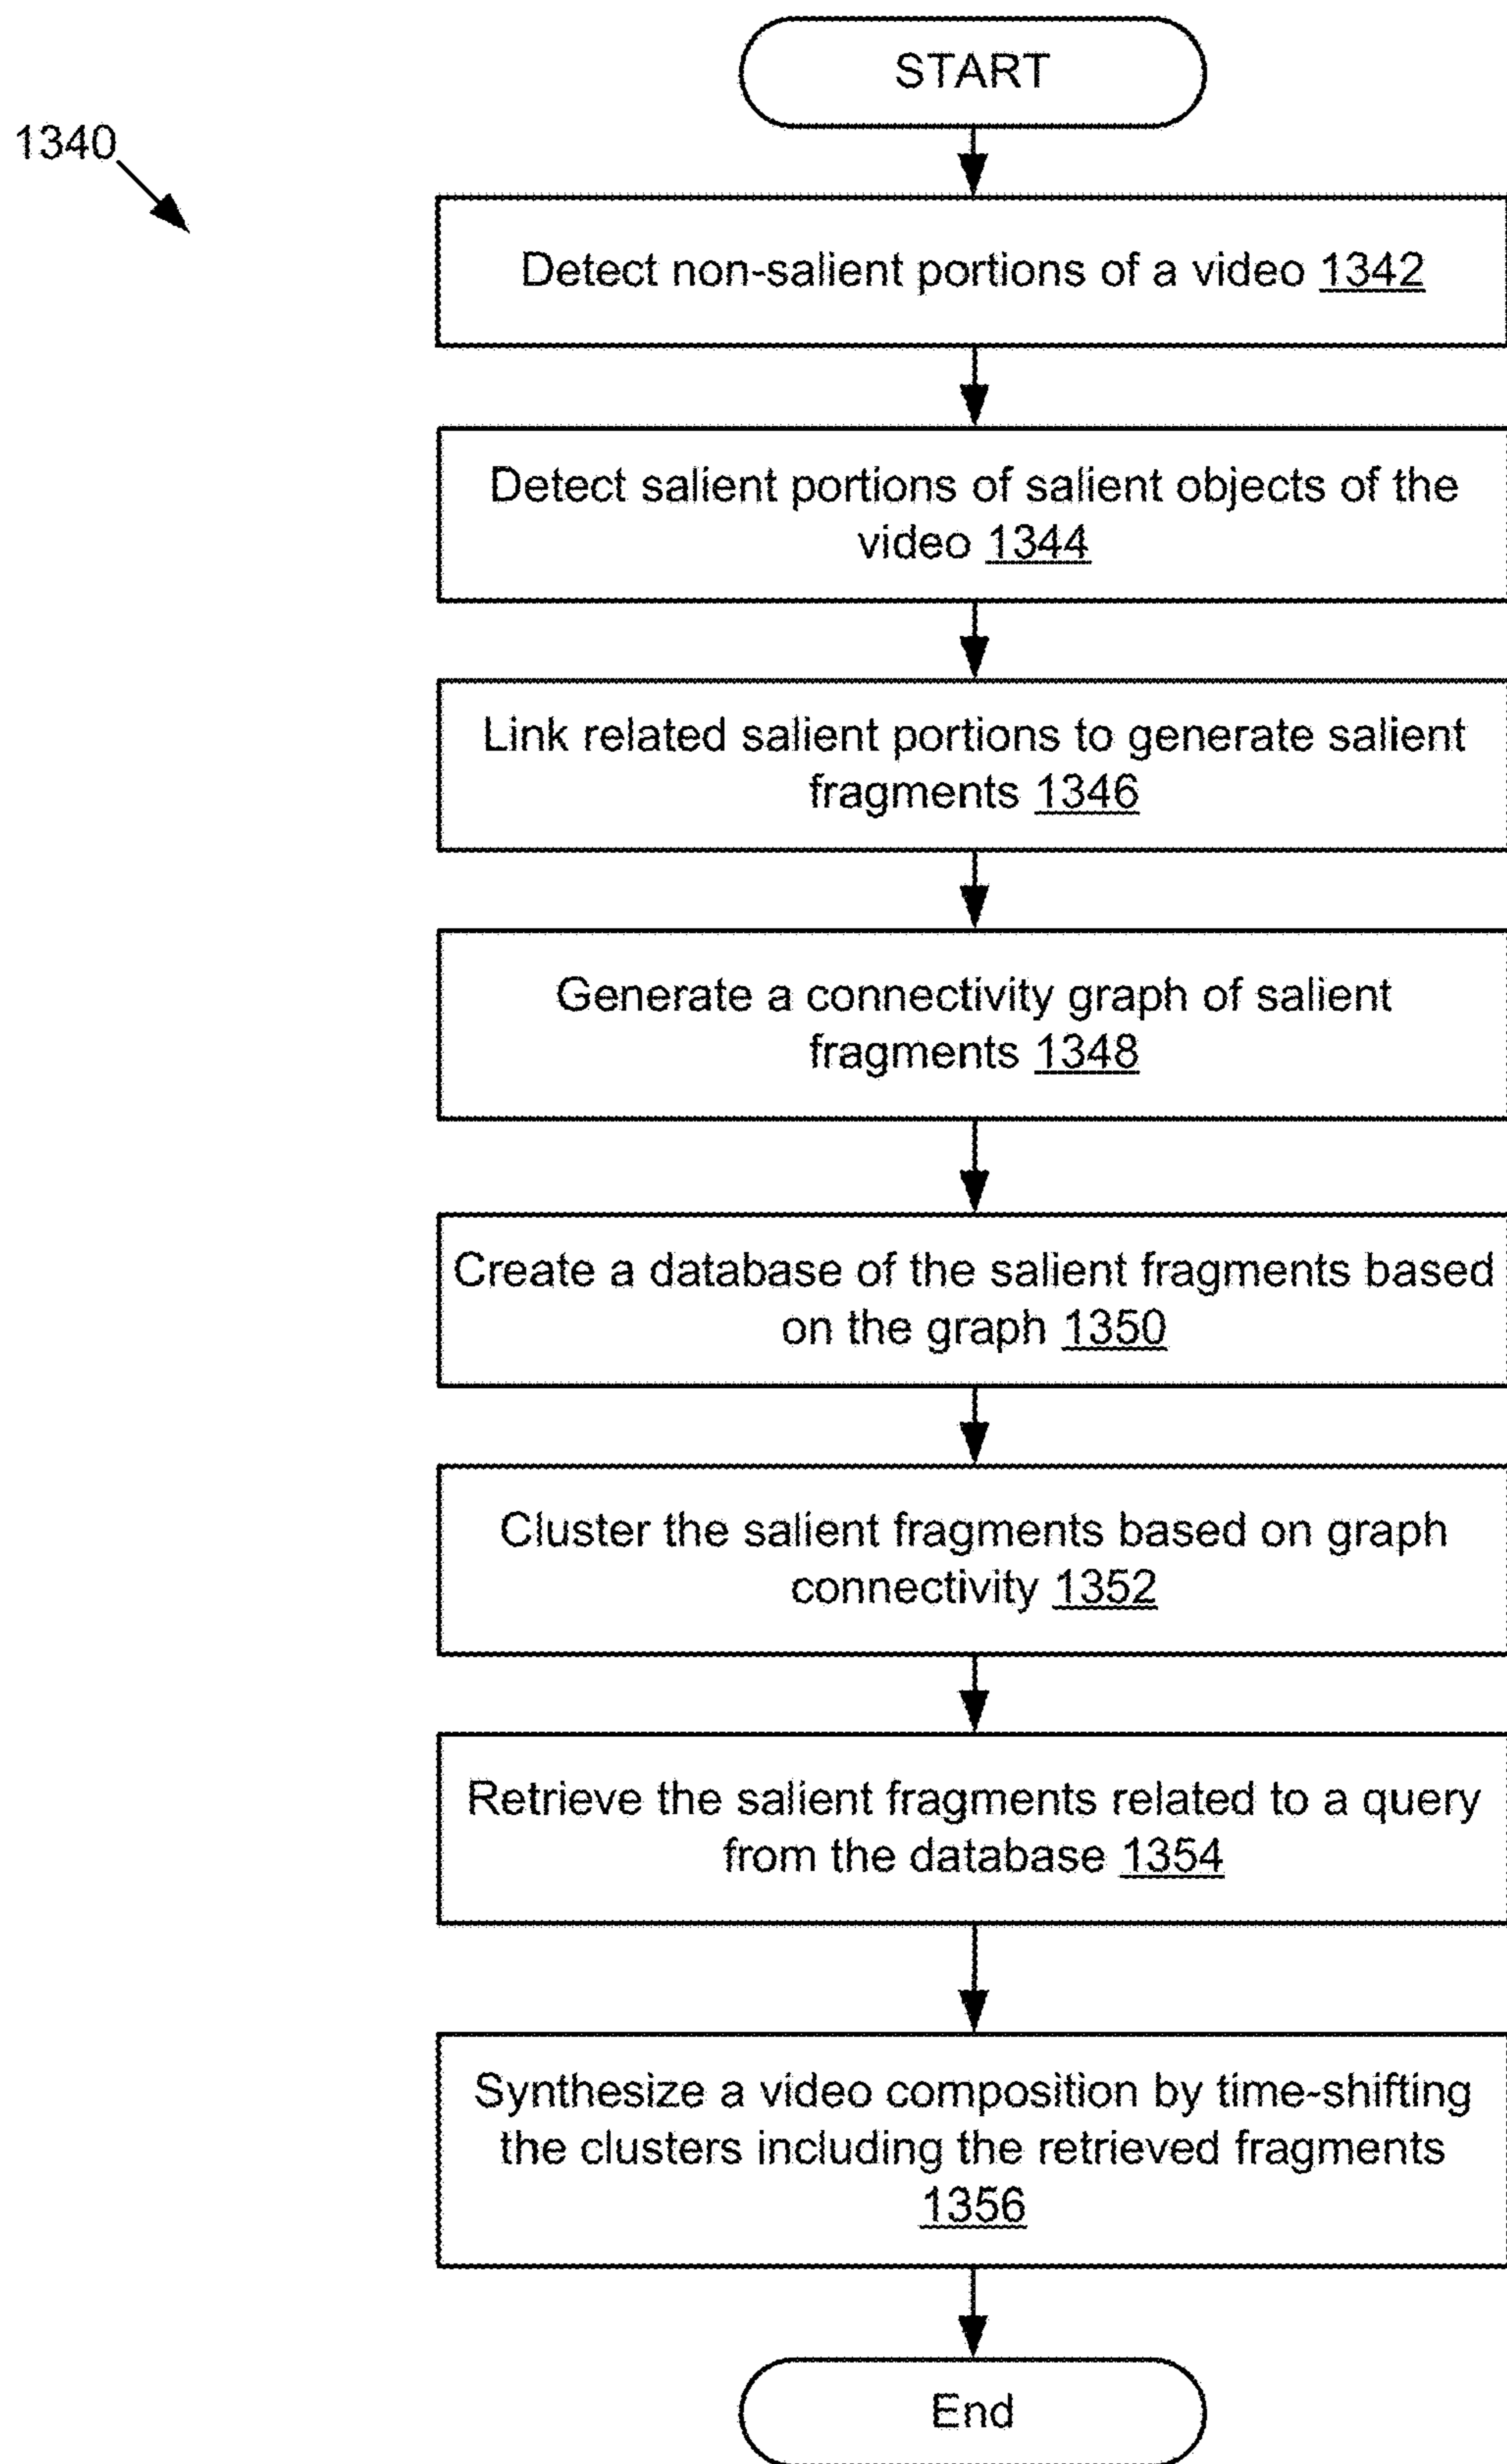 START
1340
Detect non-salient portions of a video 1342
Detect salient portions of salient objects of the
video 1344
Link related salient portions to generate salient
fragments 1346
Generate a connectivity graph of salient
fragments 1348
Create a database of the salient fragments based
on the graph 1350
Cluster the salient fragments based on graph
connectivity 1352
Retrieve the salient fragments related to a query
from the database 1354
Synthesize a video composition by time-shifting
the clusters including the retrieved fragments
1356
End